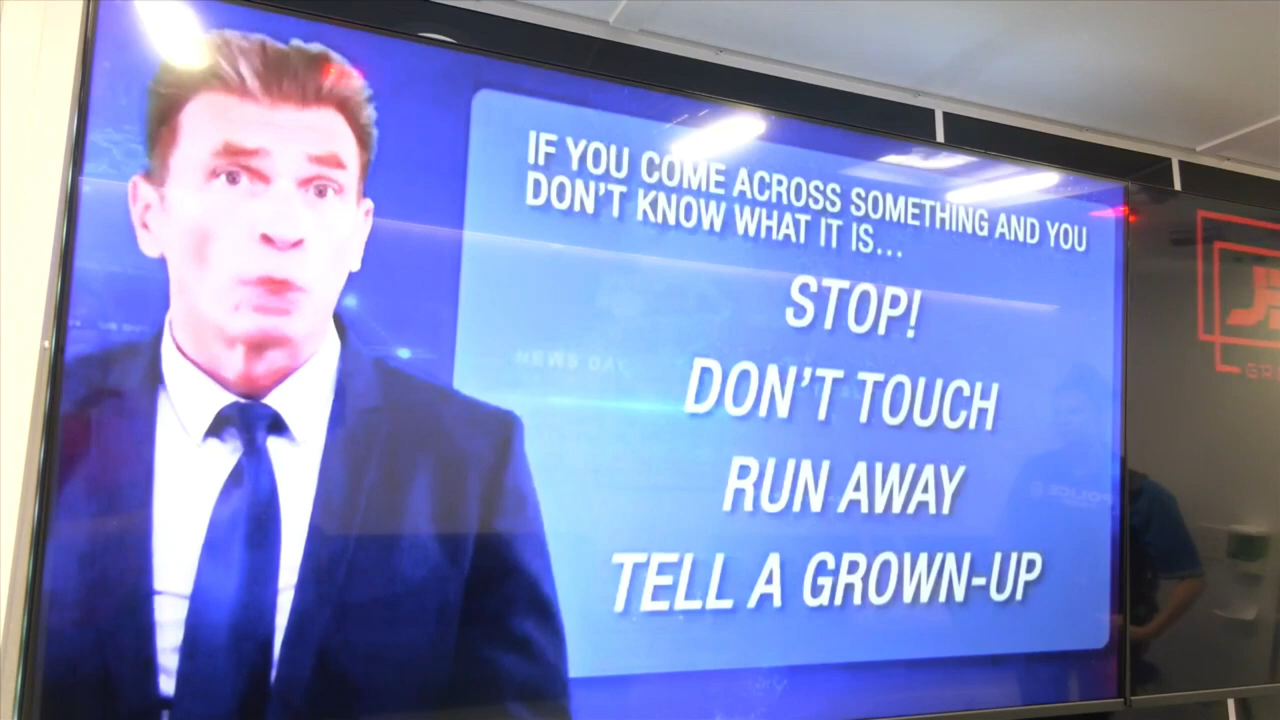 IF YOU COME ACROSS SOMETHING AND YOU
DON'T KNOW WHAT IT IS...
STOP!
DON'T TOUCH
RUN AWAY
TELL A GROWN-UP
POLICE